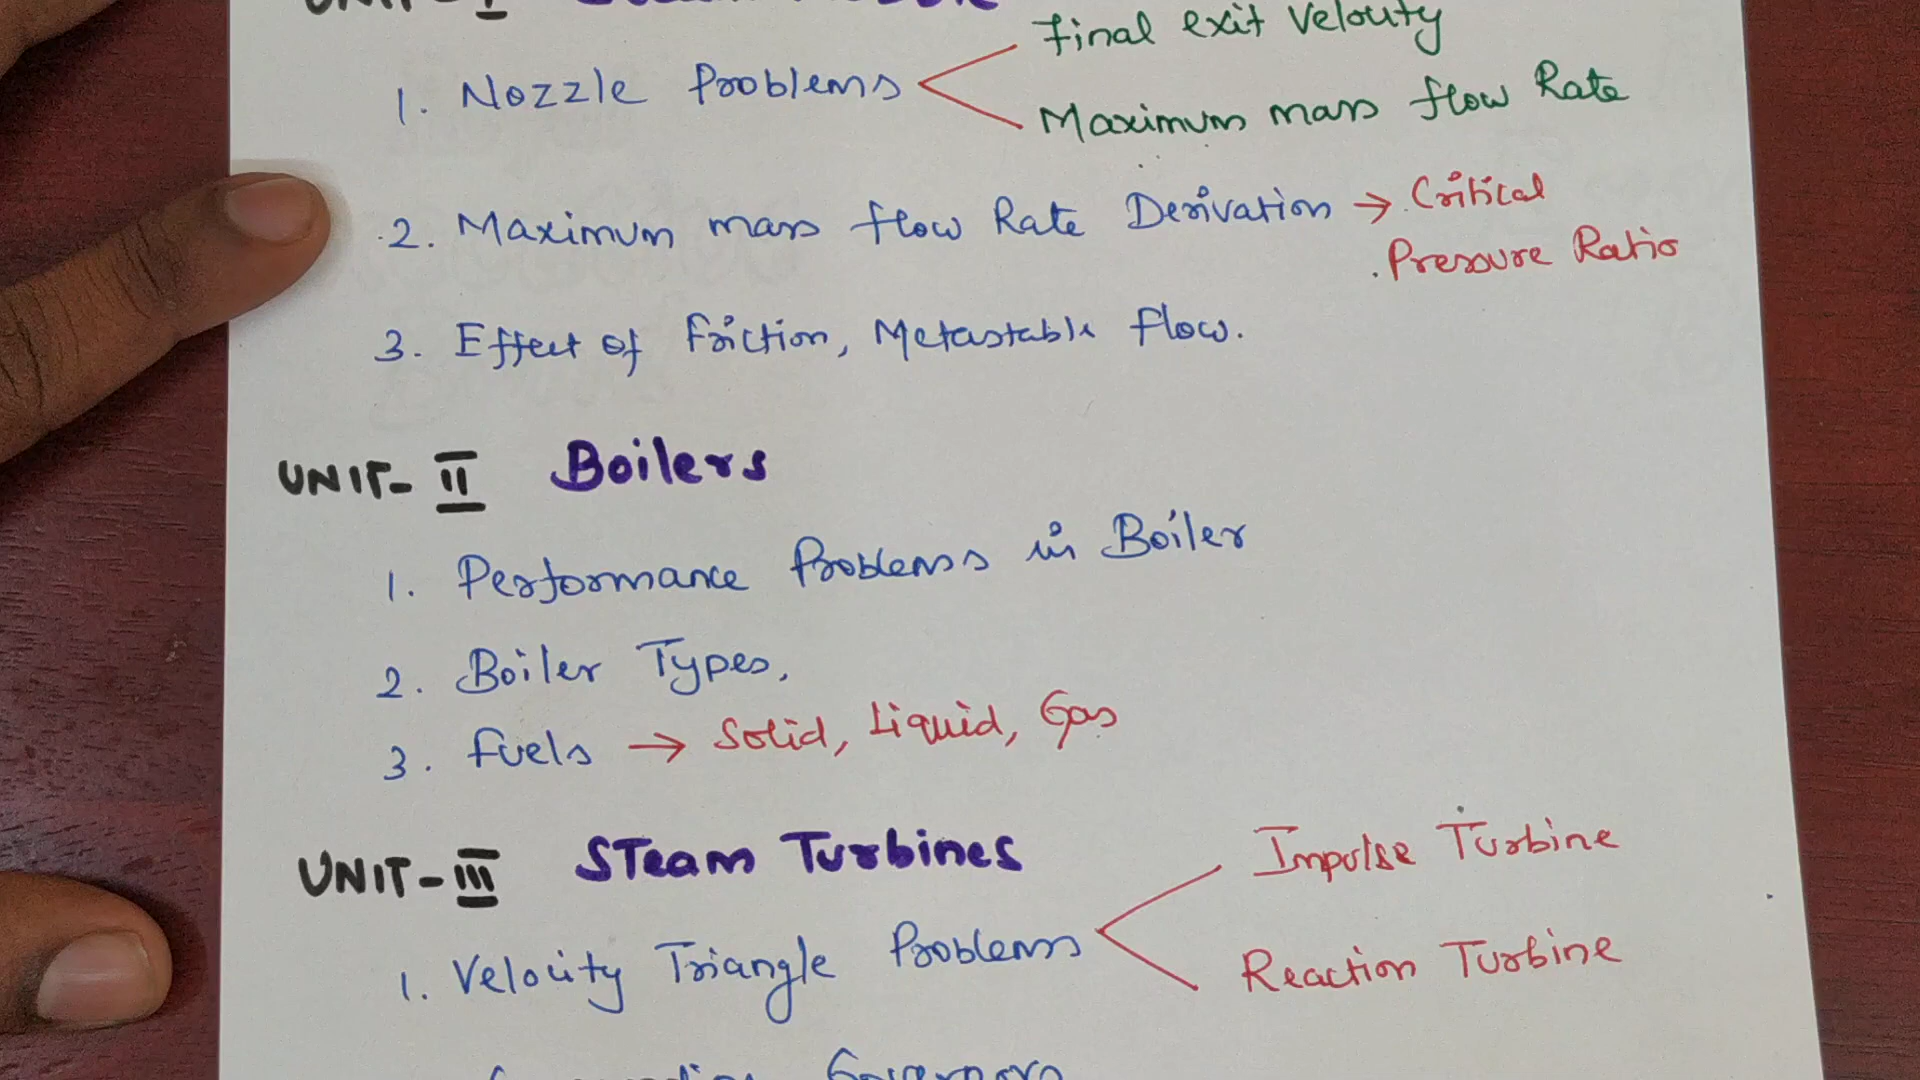 UNIT - I
Final exit Velocity
1. Nozzle Problems
Maximum mass flow Rate
2. Maximum mass flow Rate Derivation → Critical
Pressure Ratio
3. Effect of Friction, Metastable flow.
UNIT- II Boilers
1. Performance Problems in Boiler
2. Boiler Types,
3. Fuels → Solid, Liquid, Gas
UNIT-III STeam Turbines
Impulse Turbine
1. Velocity Triangle Problems
Reaction Turbine
Governors